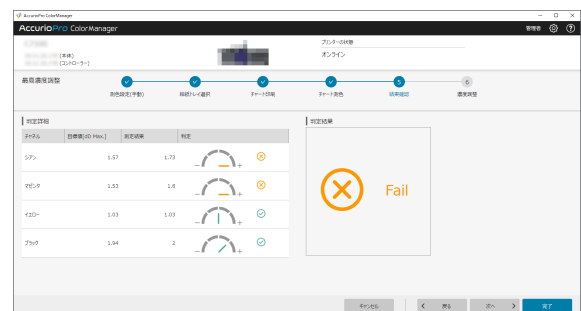 AccurioPro ColorManager
AccurioPro ColorManager
管理者
(本体)
(コントローラー)
プリンターの状態
オンライン
最高濃度調整
測色設定(手動)
給紙トレイ選択
チャート印刷
チャート測色
5
結果確認
6
濃度調整
判定詳細
チャネル 目標値[dD Max.] 測定結果 判定
シアン 1.57 1.73 - +
マゼンタ 1.53 1.8 - +
イエロー 1.03 1.03 - +
ブラック 1.94 2 - +
判定結果
Fail
キャンセル
戻る
次へ
完了